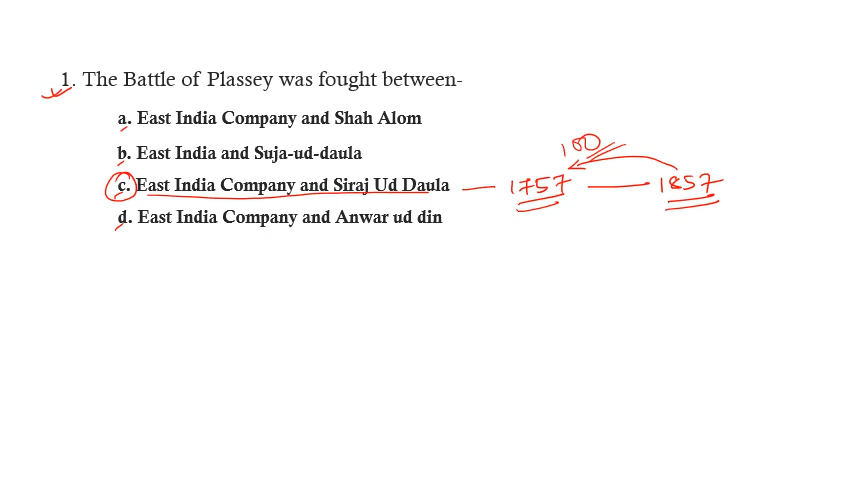 1. The Battle of Plassey was fought between-
a. East India Company and Shah Alom
b. East India and Suja-ud-daula
100
c. East India Company and Siraj Ud Daula — 1757 — 1857
d. East India Company and Anwar ud din